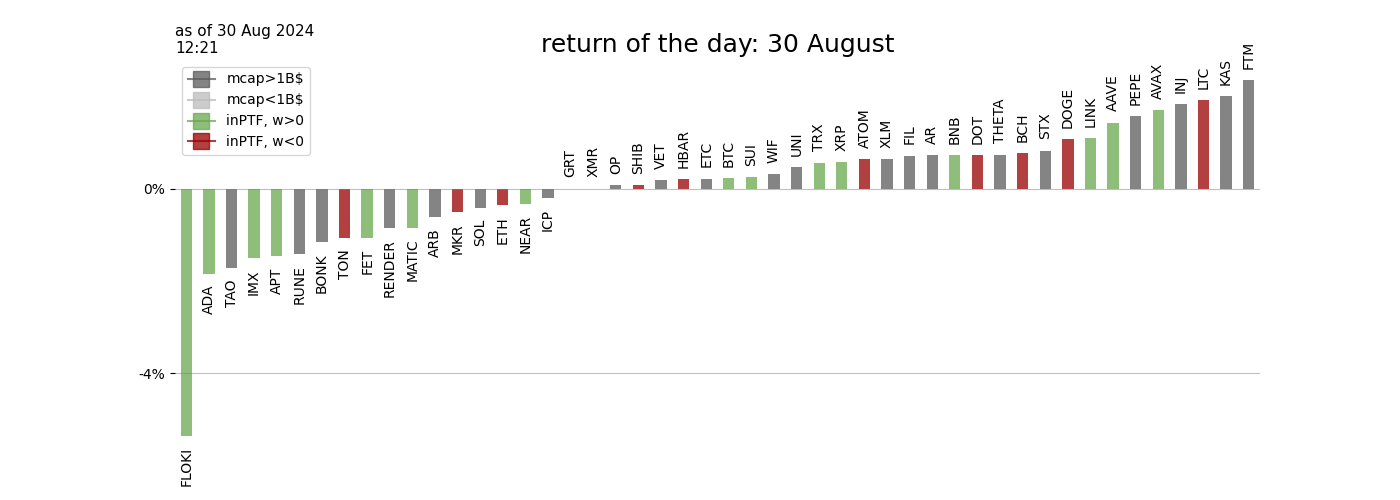 as of 30 Aug 2024
12:21
return of the day: 30 August
mcap>1B$
mcap<1B$
inPTF, w>0
inPTF, w<0
0%
-4%
FLOKI
ADA
TAO
IMX
APT
RUNE
BONK
TON
FET
RENDER
MATIC
ARB
MKR
SOL
ETH
NEAR
ICP
GRT
XMR
OP
SHIB
VET
HBAR
ETC
BTC
SUI
WIF
UNI
TRX
XRP
ATOM
XLM
FIL
AR
BNB
DOT
THETA
BCH
STX
DOGE
LINK
AAVE
PEPE
AVAX
INJ
LTC
KAS
FTM